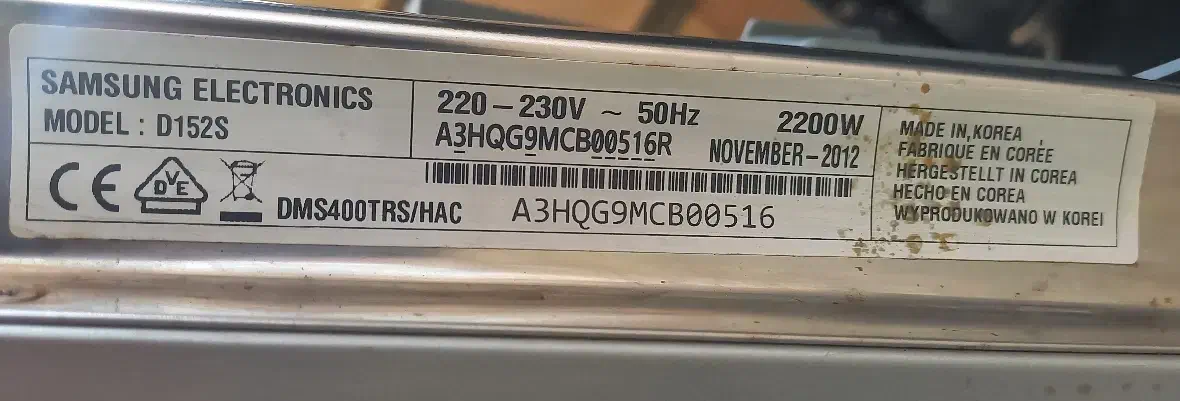 SAMSUNG ELECTRONICS
MODEL : D152S
220 – 230V ~ 50Hz 2200W
A3HQG9MCB00516R NOVEMBER-2012
CE DVE DMS400TRS/HAC A3HQG9MCB00516
MADE IN KOREA
FABRIQUE EN CORÉE
HERGESTELLT IN COREA
HECHO EN COREA
WYPRODUKOWANO W KOREI